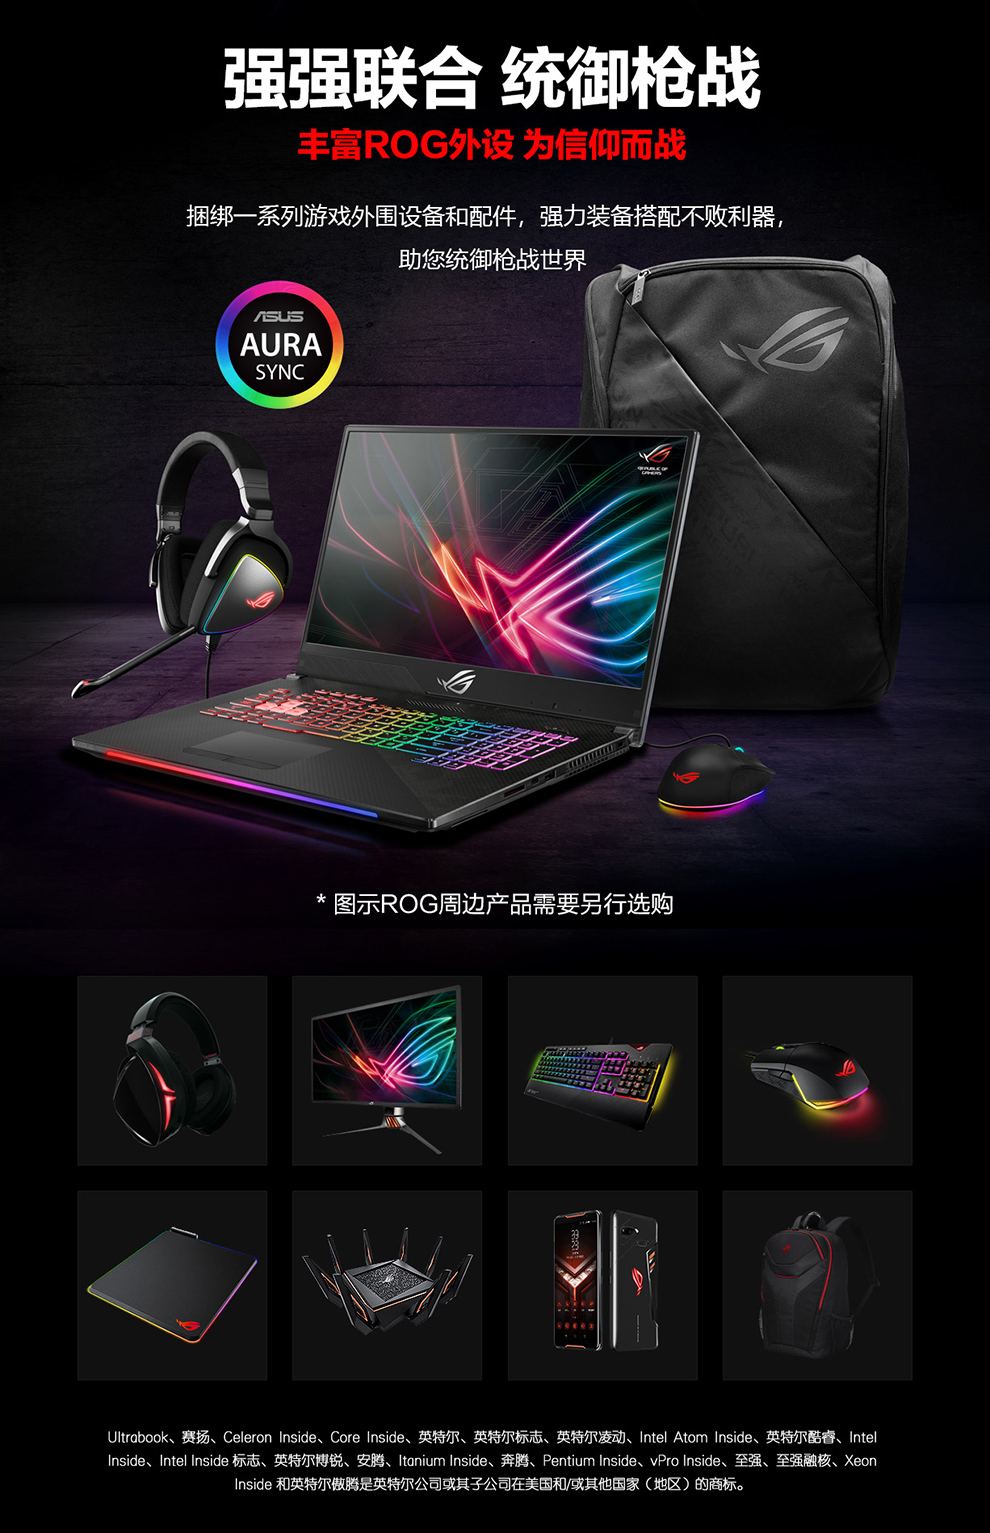 强强联合 统御枪战
丰富ROG外设 为信仰而战
捆绑一系列游戏外围设备和配件，强力装备搭配不败利器，
助您统御枪战世界
ASUS
AURA
SYNC
REPUBLIC OF
GAMERS
ASUS
* 图示ROG周边产品需要另行选购
Ultrabook、赛扬、Celeron Inside、Core Inside、英特尔、英特尔标志、英特尔凌动、Intel Atom Inside、英特尔酷睿、Intel
Inside、Intel Inside 标志、英特尔博锐、安腾、Itanium Inside、奔腾、Pentium Inside、vPro Inside、至强、至强融核、Xeon
Inside 和英特尔傲腾是英特尔公司或其子公司在美国和/或其他国家（地区）的商标。